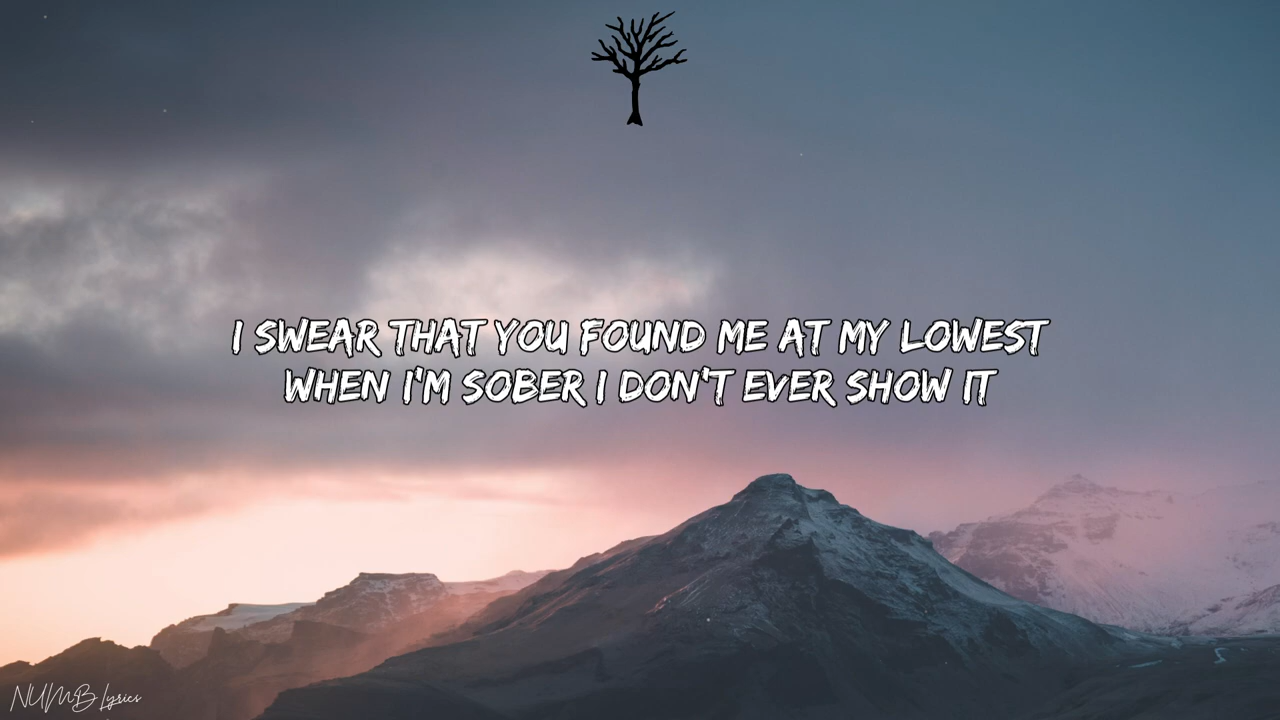 I SWEAR THAT YOU FOUND ME AT MY LOWEST
WHEN I'M SOBER I DON'T EVER SHOW IT
NUMB Lyrics